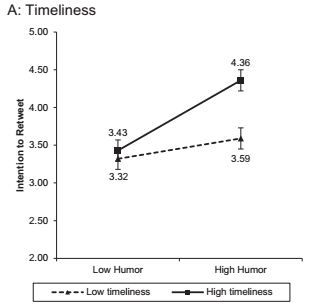 A: Timeliness
5.00
4.50
4.00
3.50
3.00
2.50
2.00
Intention to Retweet
4.36
3.43
3.32
3.59
Low Humor High Humor
Low timeliness High timeliness